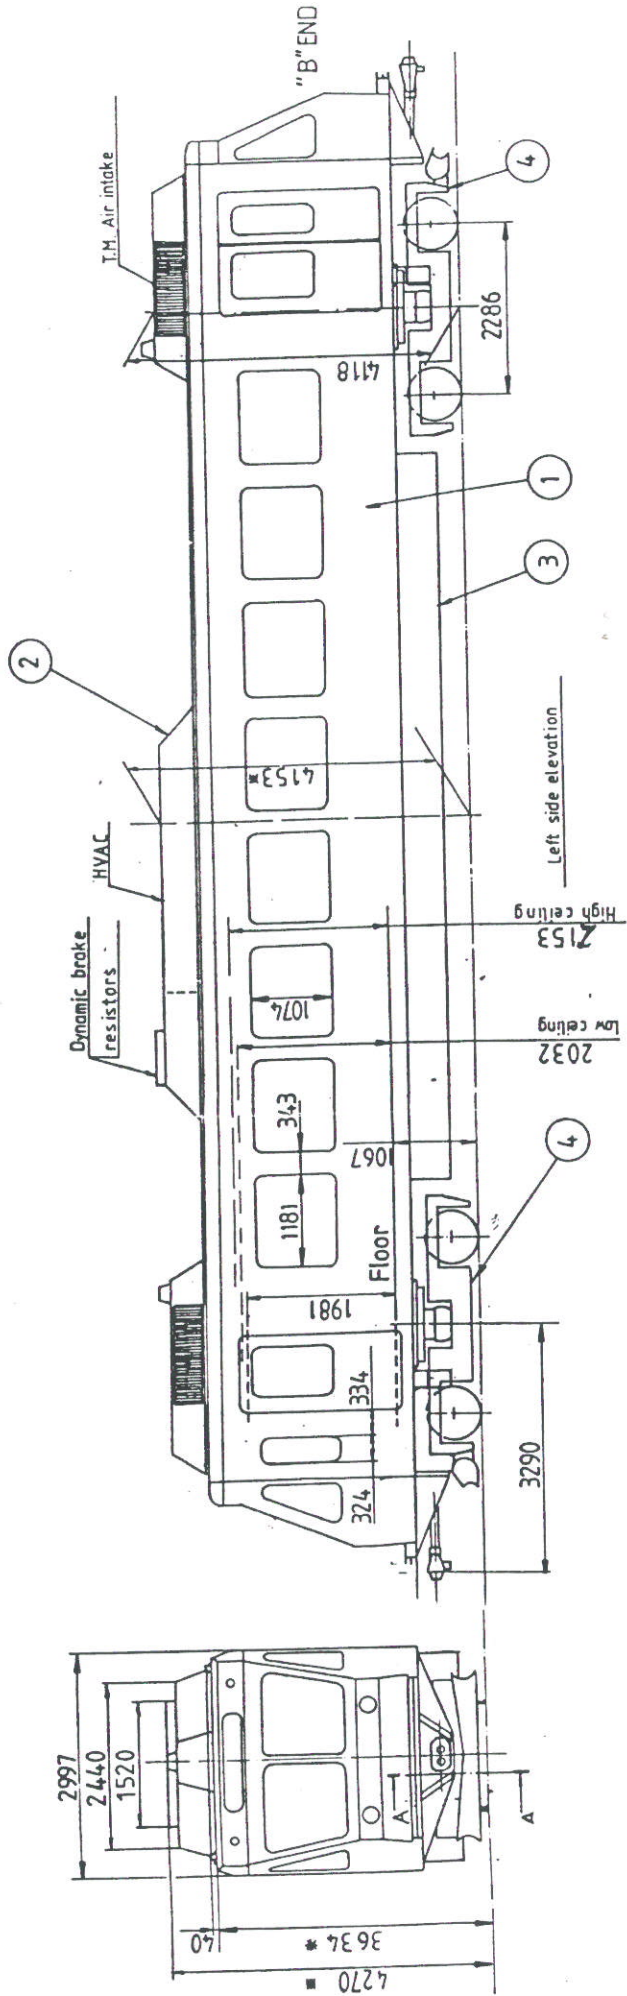 "B" END
T.M. Air intake
4
2286
4118
1
3
2
4153*
HVAC
Left side elevation
Dynamic brake
resistors
2153
High ceiling
1074
2032
low ceiling
343
1067
1181
4
Floor
1981
334
324
3290
2997
2440
1520
A
A
40
3634 *
4270 ■